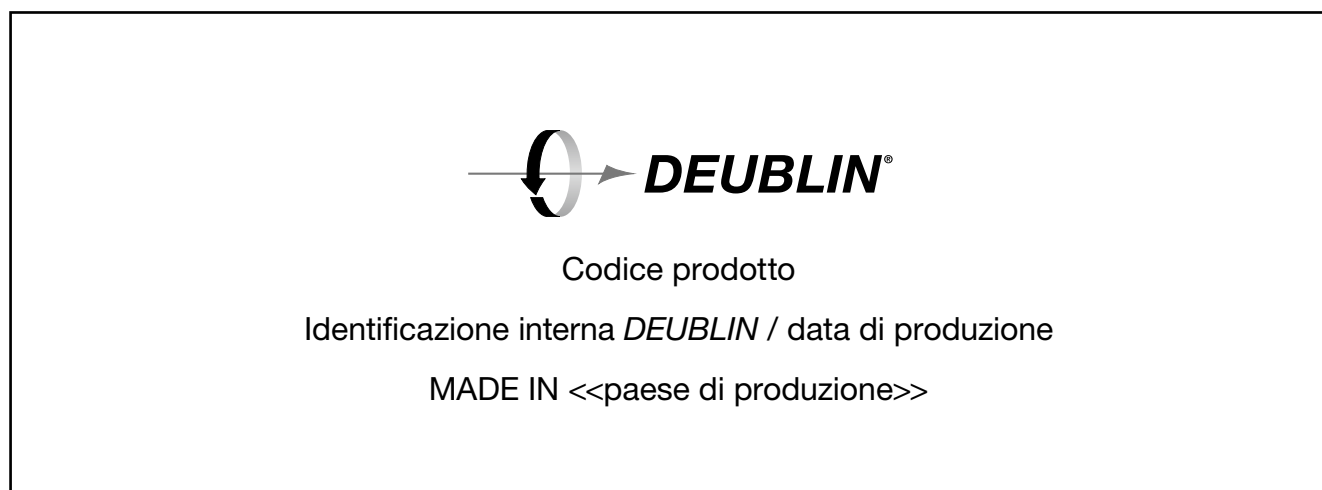 DEUBLIN®
Codice prodotto
Identificazione interna DEUBLIN / data di produzione
MADE IN <<paese di produzione>>